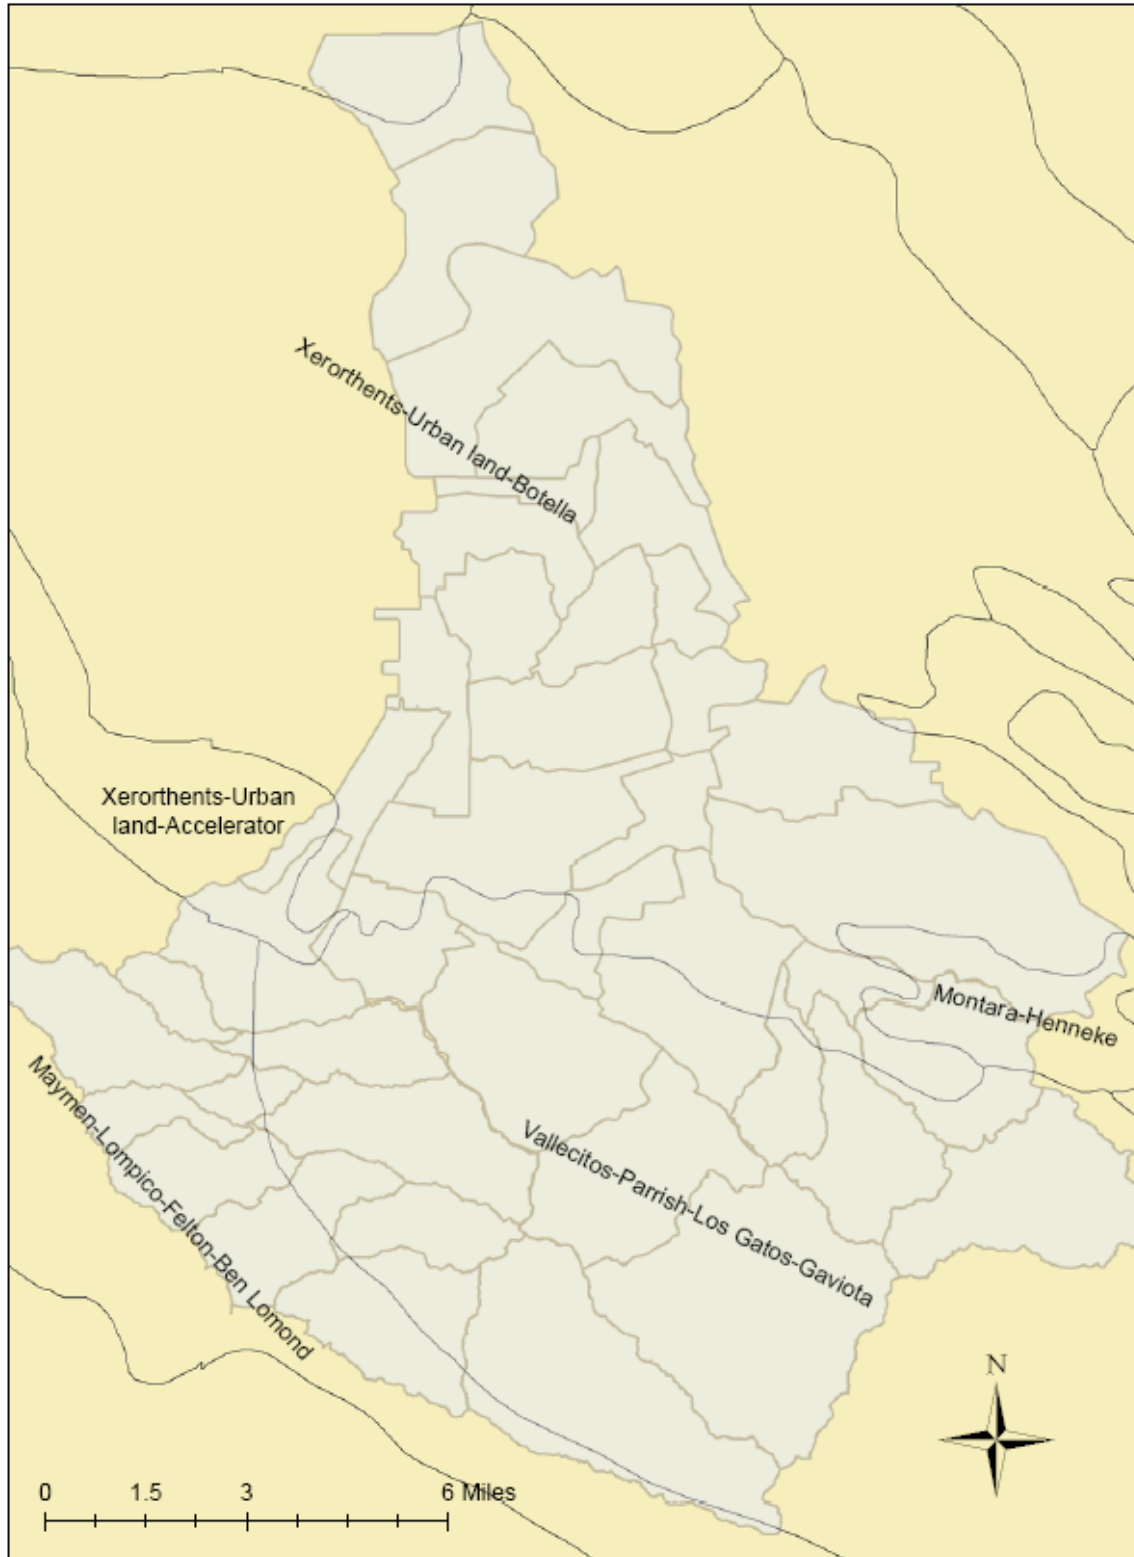 Xerorthents-Urban land-Botella
Xerorthents-Urban
land-Accelerator
Montara-Henneke
Maymen-Lompico-Felton-Ben Lomond
Vallecitos-Parrish-Los Gatos-Gaviota
N
0 1.5 3 6 Miles